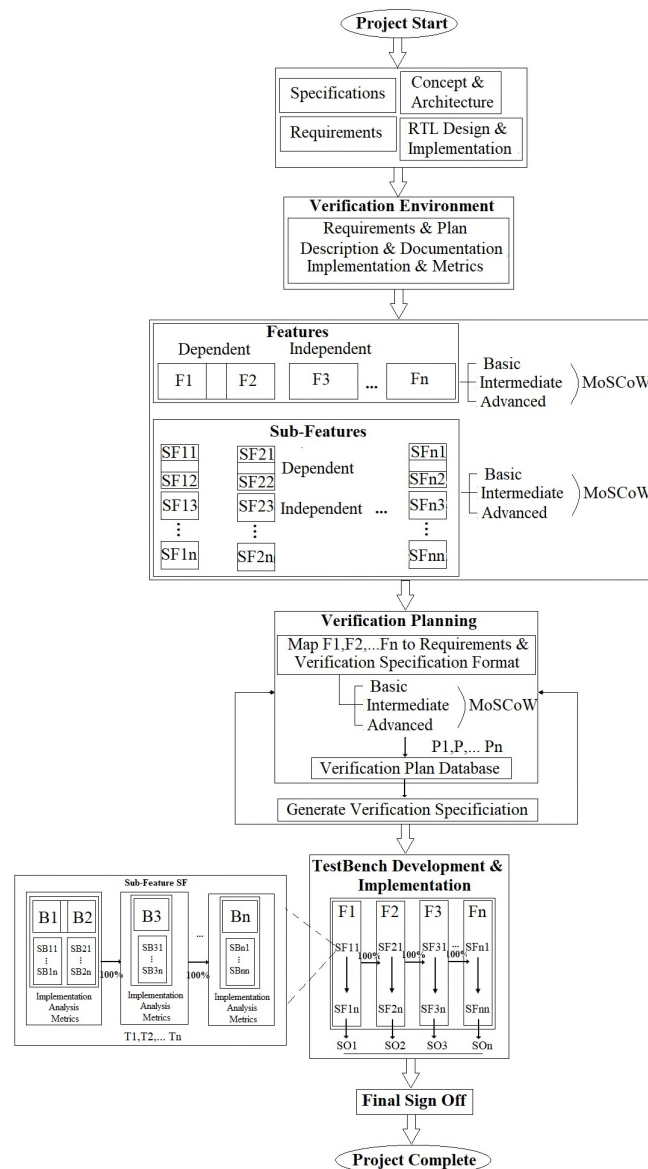 Project Start
Specifications
Concept &
Architecture
Requirements
RTL Design &
Implementation
Verification Environment
Requirements & Plan
Description & Documentation
Implementation & Metrics
Features
Dependent
Independent
F1
F2
F3
...
Fn
Basic
Intermediate
Advanced
MoSCoW
Sub-Features
SF11
SF12
SF13
SF1n
SF21
SF22
SF23
SF2n
Dependent
Independent
...
SFn1
SFn2
SFn3
SFnn
Basic
Intermediate
Advanced
MoSCoW
Verification Planning
Map F1,F2,...Fn to Requirements &
Verification Specification Format
Basic
Intermediate
Advanced
MoSCoW
P1,P,... Pn
Verification Plan Database
Generate Verification Specificiation
Sub-Feature SF
B1
B2
SB11
SB1n
SB21
SB2n
Implementation
Analysis
Metrics
100%
B3
SB31
SB3n
Implementation
Analysis
Metrics
...
100%
Bn
SBn1
SBnn
Implementation
Analysis
Metrics
T1,T2,... Tn
TestBench Development &
Implementation
F1
F2
F3
Fn
SF11
100%
SF21
100%
SF31
...
100%
SFn1
SF1n
SF2n
SF3n
SFnn
SO1
SO2
SO3
SOn
Final Sign Off
Project Complete